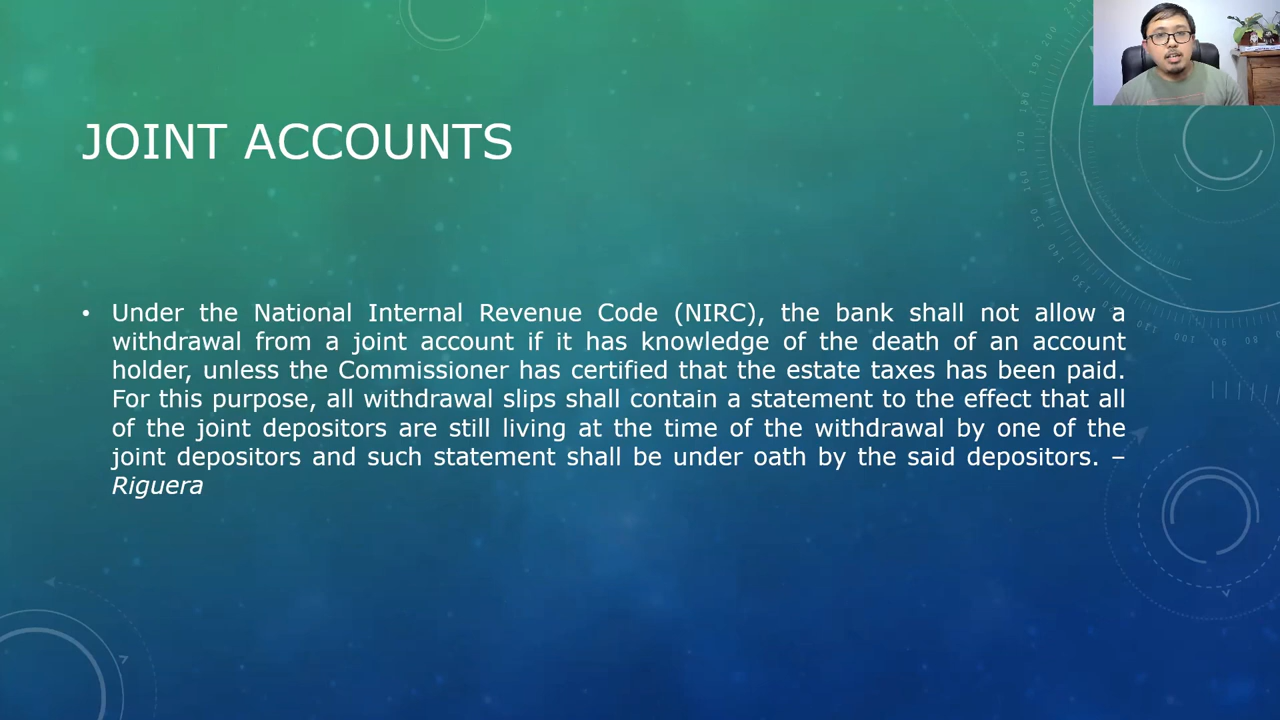 JOINT ACCOUNTS
• Under the National Internal Revenue Code (NIRC), the bank shall not allow a
withdrawal from a joint account if it has knowledge of the death of an account
holder, unless the Commissioner has certified that the estate taxes has been paid.
For this purpose, all withdrawal slips shall contain a statement to the effect that all
of the joint depositors are still living at the time of the withdrawal by one of the
joint depositors and such statement shall be under oath by the said depositors. –
Riguera